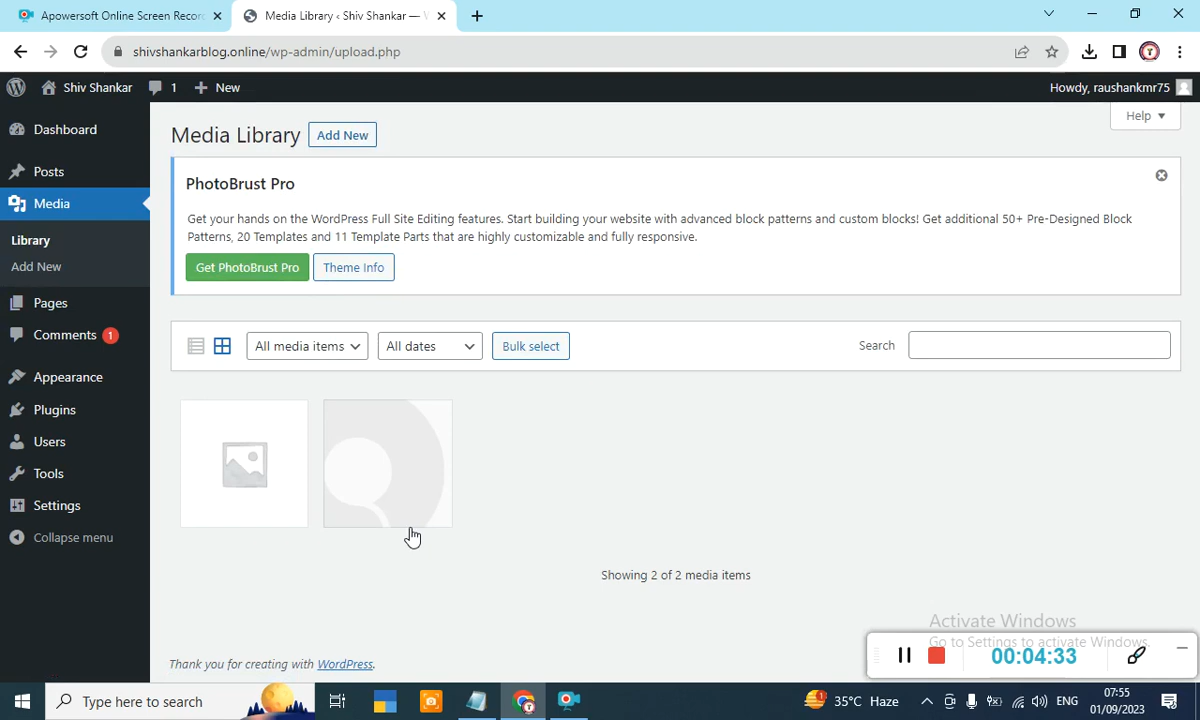 Apowersoft Online Screen Recor
Media Library ‹ Shiv Shankar — W
shivshankarblog.online/wp-admin/upload.php
Shiv Shankar
1
New
Howdy, raushankmr75
Dashboard
Posts
Media
Library
Add New
Pages
Comments 1
Appearance
Plugins
Users
Tools
Settings
Collapse menu
Help
Media Library
Add New
PhotoBrust Pro
Get your hands on the WordPress Full Site Editing features. Start building your website with advanced block patterns and custom blocks! Get additional 50+ Pre-Designed Block
Patterns, 20 Templates and 11 Template Parts that are highly customizable and fully responsive.
Get PhotoBrust Pro
Theme Info
All media items
All dates
Bulk select
Search
Showing 2 of 2 media items
Thank you for creating with WordPress.
Activate Windows
Go to Settings to activate Windows.
00:04:33
Type here to search
35°C Haze
ENG
07:55
01/09/2023